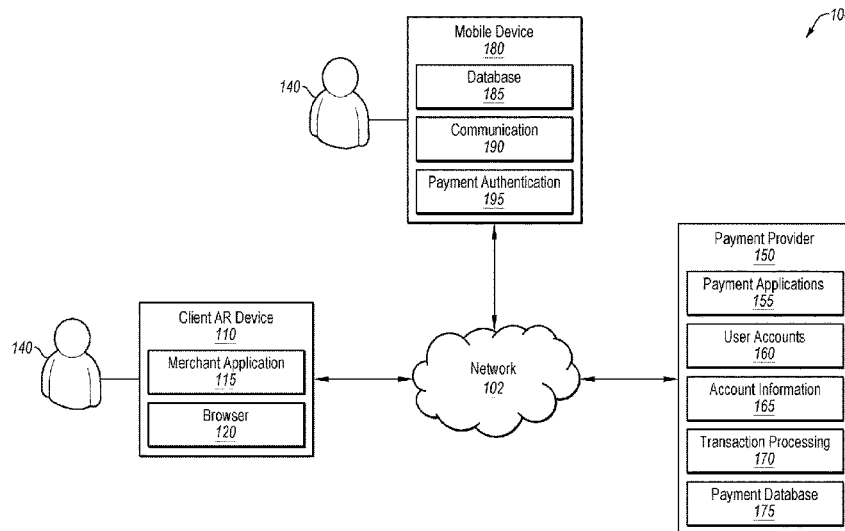 10
Mobile Device
180
140
Database
185
Communication
190
Payment Authentication
195
Payment Provider
150
Payment Applications
155
User Accounts
160
Account Information
165
Transaction Processing
170
Payment Database
175
Client AR Device
110
140
Merchant Application
115
Browser
120
Network
102